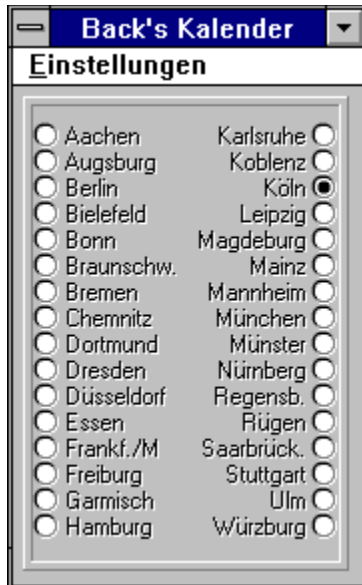 Back's Kalender
Einstellungen
Aachen Karlsruhe
Augsburg Koblenz
Berlin Köln
Bielefeld Leipzig
Bonn Magdeburg
Braunschw. Mainz
Bremen Mannheim
Chemnitz München
Dortmund Münster
Dresden Nürnberg
Düsseldorf Regensb.
Essen Rügen
Frankf./M Saarbrück.
Freiburg Stuttgart
Garmisch Ulm
Hamburg Würzburg